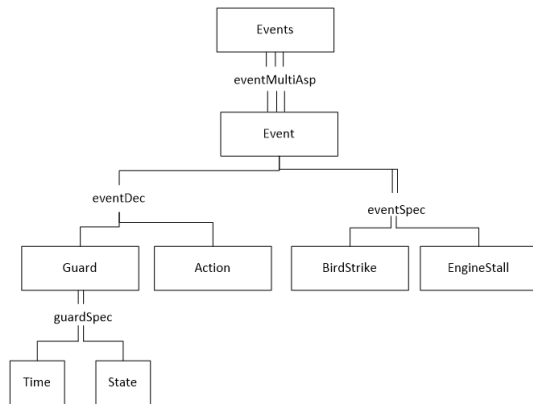 Events
eventMultiAsp
Event
eventDec
eventSpec
Guard
Action
BirdStrike
EngineStall
guardSpec
Time
State